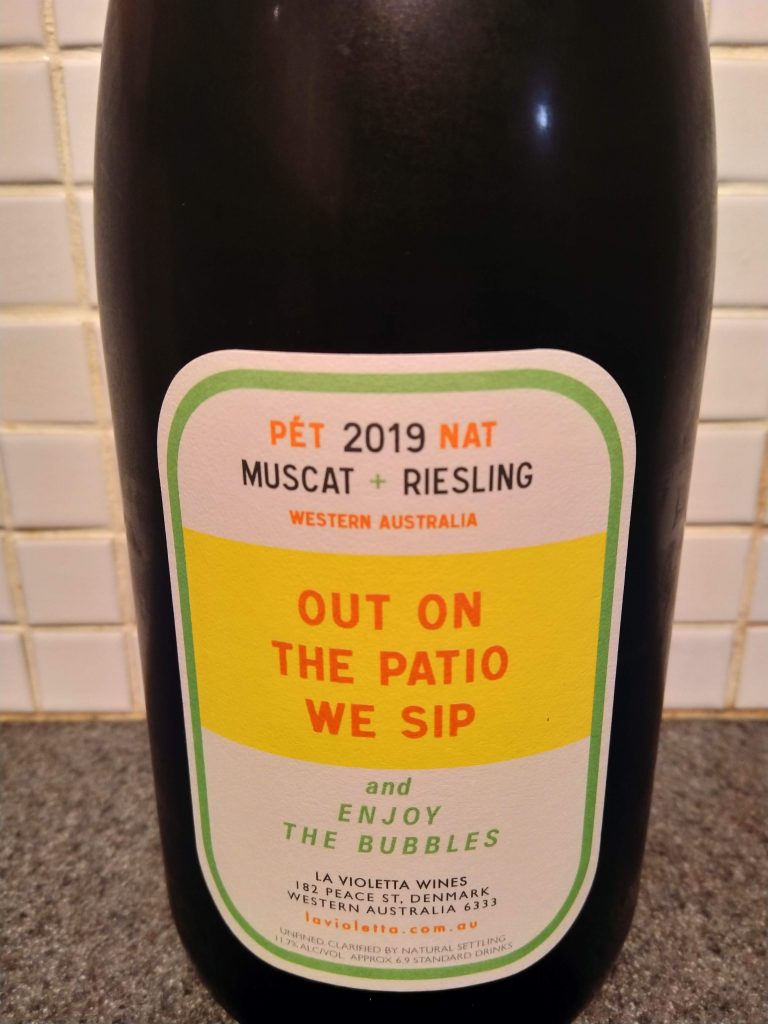 PÉT 2019 NAT
MUSCAT + RIESLING
WESTERN AUSTRALIA
OUT ON
THE PATIO
WE SIP
and
ENJOY
THE BUBBLES
LA VIOLETTA WINES
182 PEACE ST, DENMARK
WESTERN AUSTRALIA 6333
lavioletta.com.au
UNFINED. CLARIFIED BY NATURAL SETTLING
11.7% ALC/VOL. APPROX 6.9 STANDARD DRINKS